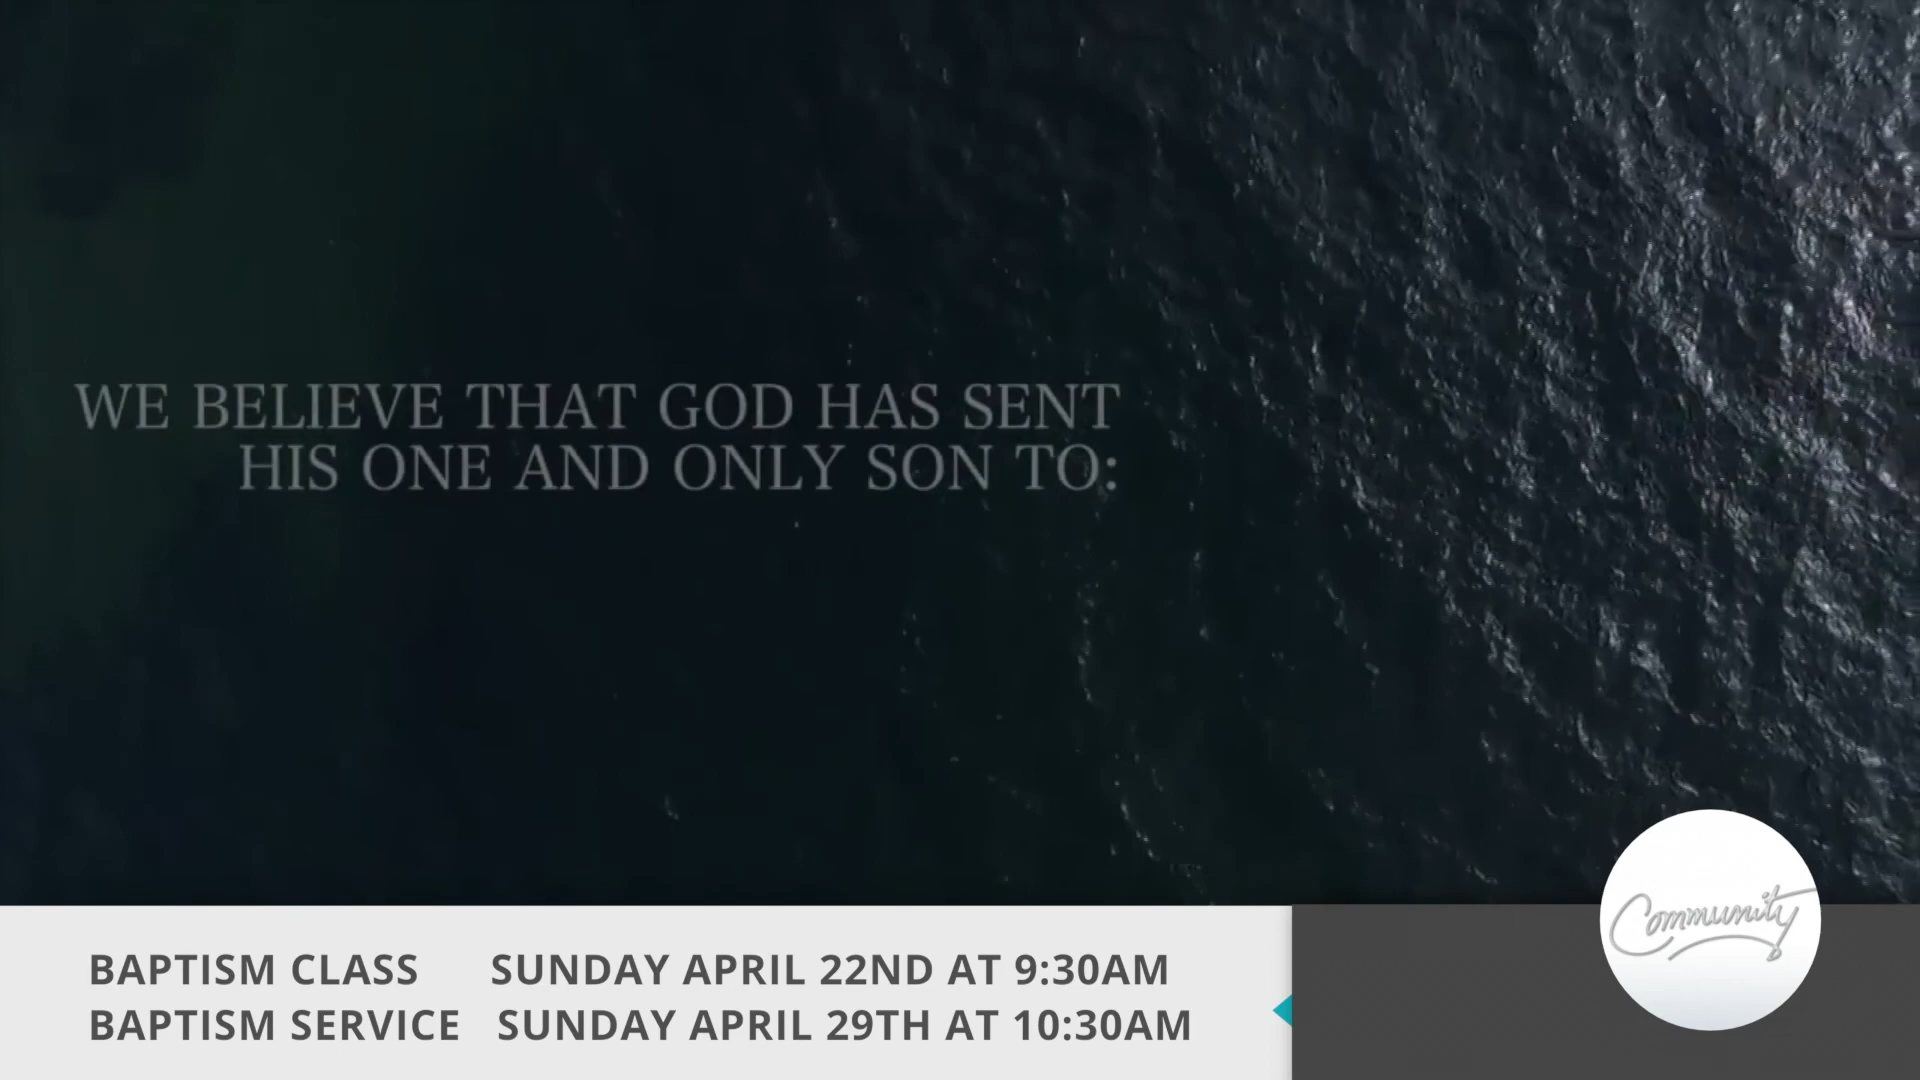 WE BELIEVE THAT GOD HAS SENT
HIS ONE AND ONLY SON TO:
BAPTISM CLASS SUNDAY APRIL 22ND AT 9:30AM
BAPTISM SERVICE SUNDAY APRIL 29TH AT 10:30AM
Community